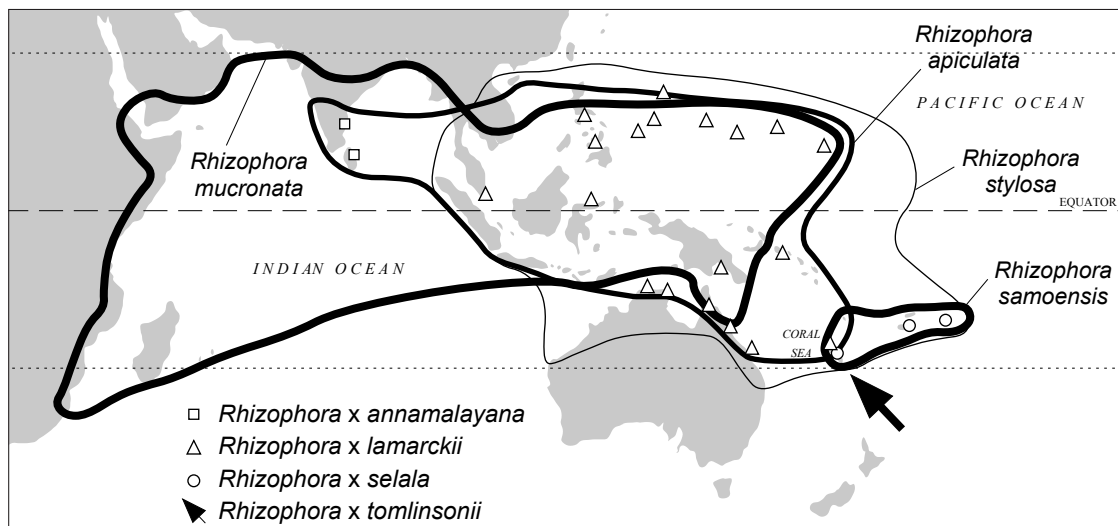 Rhizophora
apiculata
PACIFIC OCEAN
Rhizophora
mucronata
Rhizophora
stylosa
EQUATOR
INDIAN OCEAN
Rhizophora
samoensis
CORAL
SEA
Rhizophora x annamalayana
Rhizophora x lamarckii
Rhizophora x selala
Rhizophora x tomlinsonii